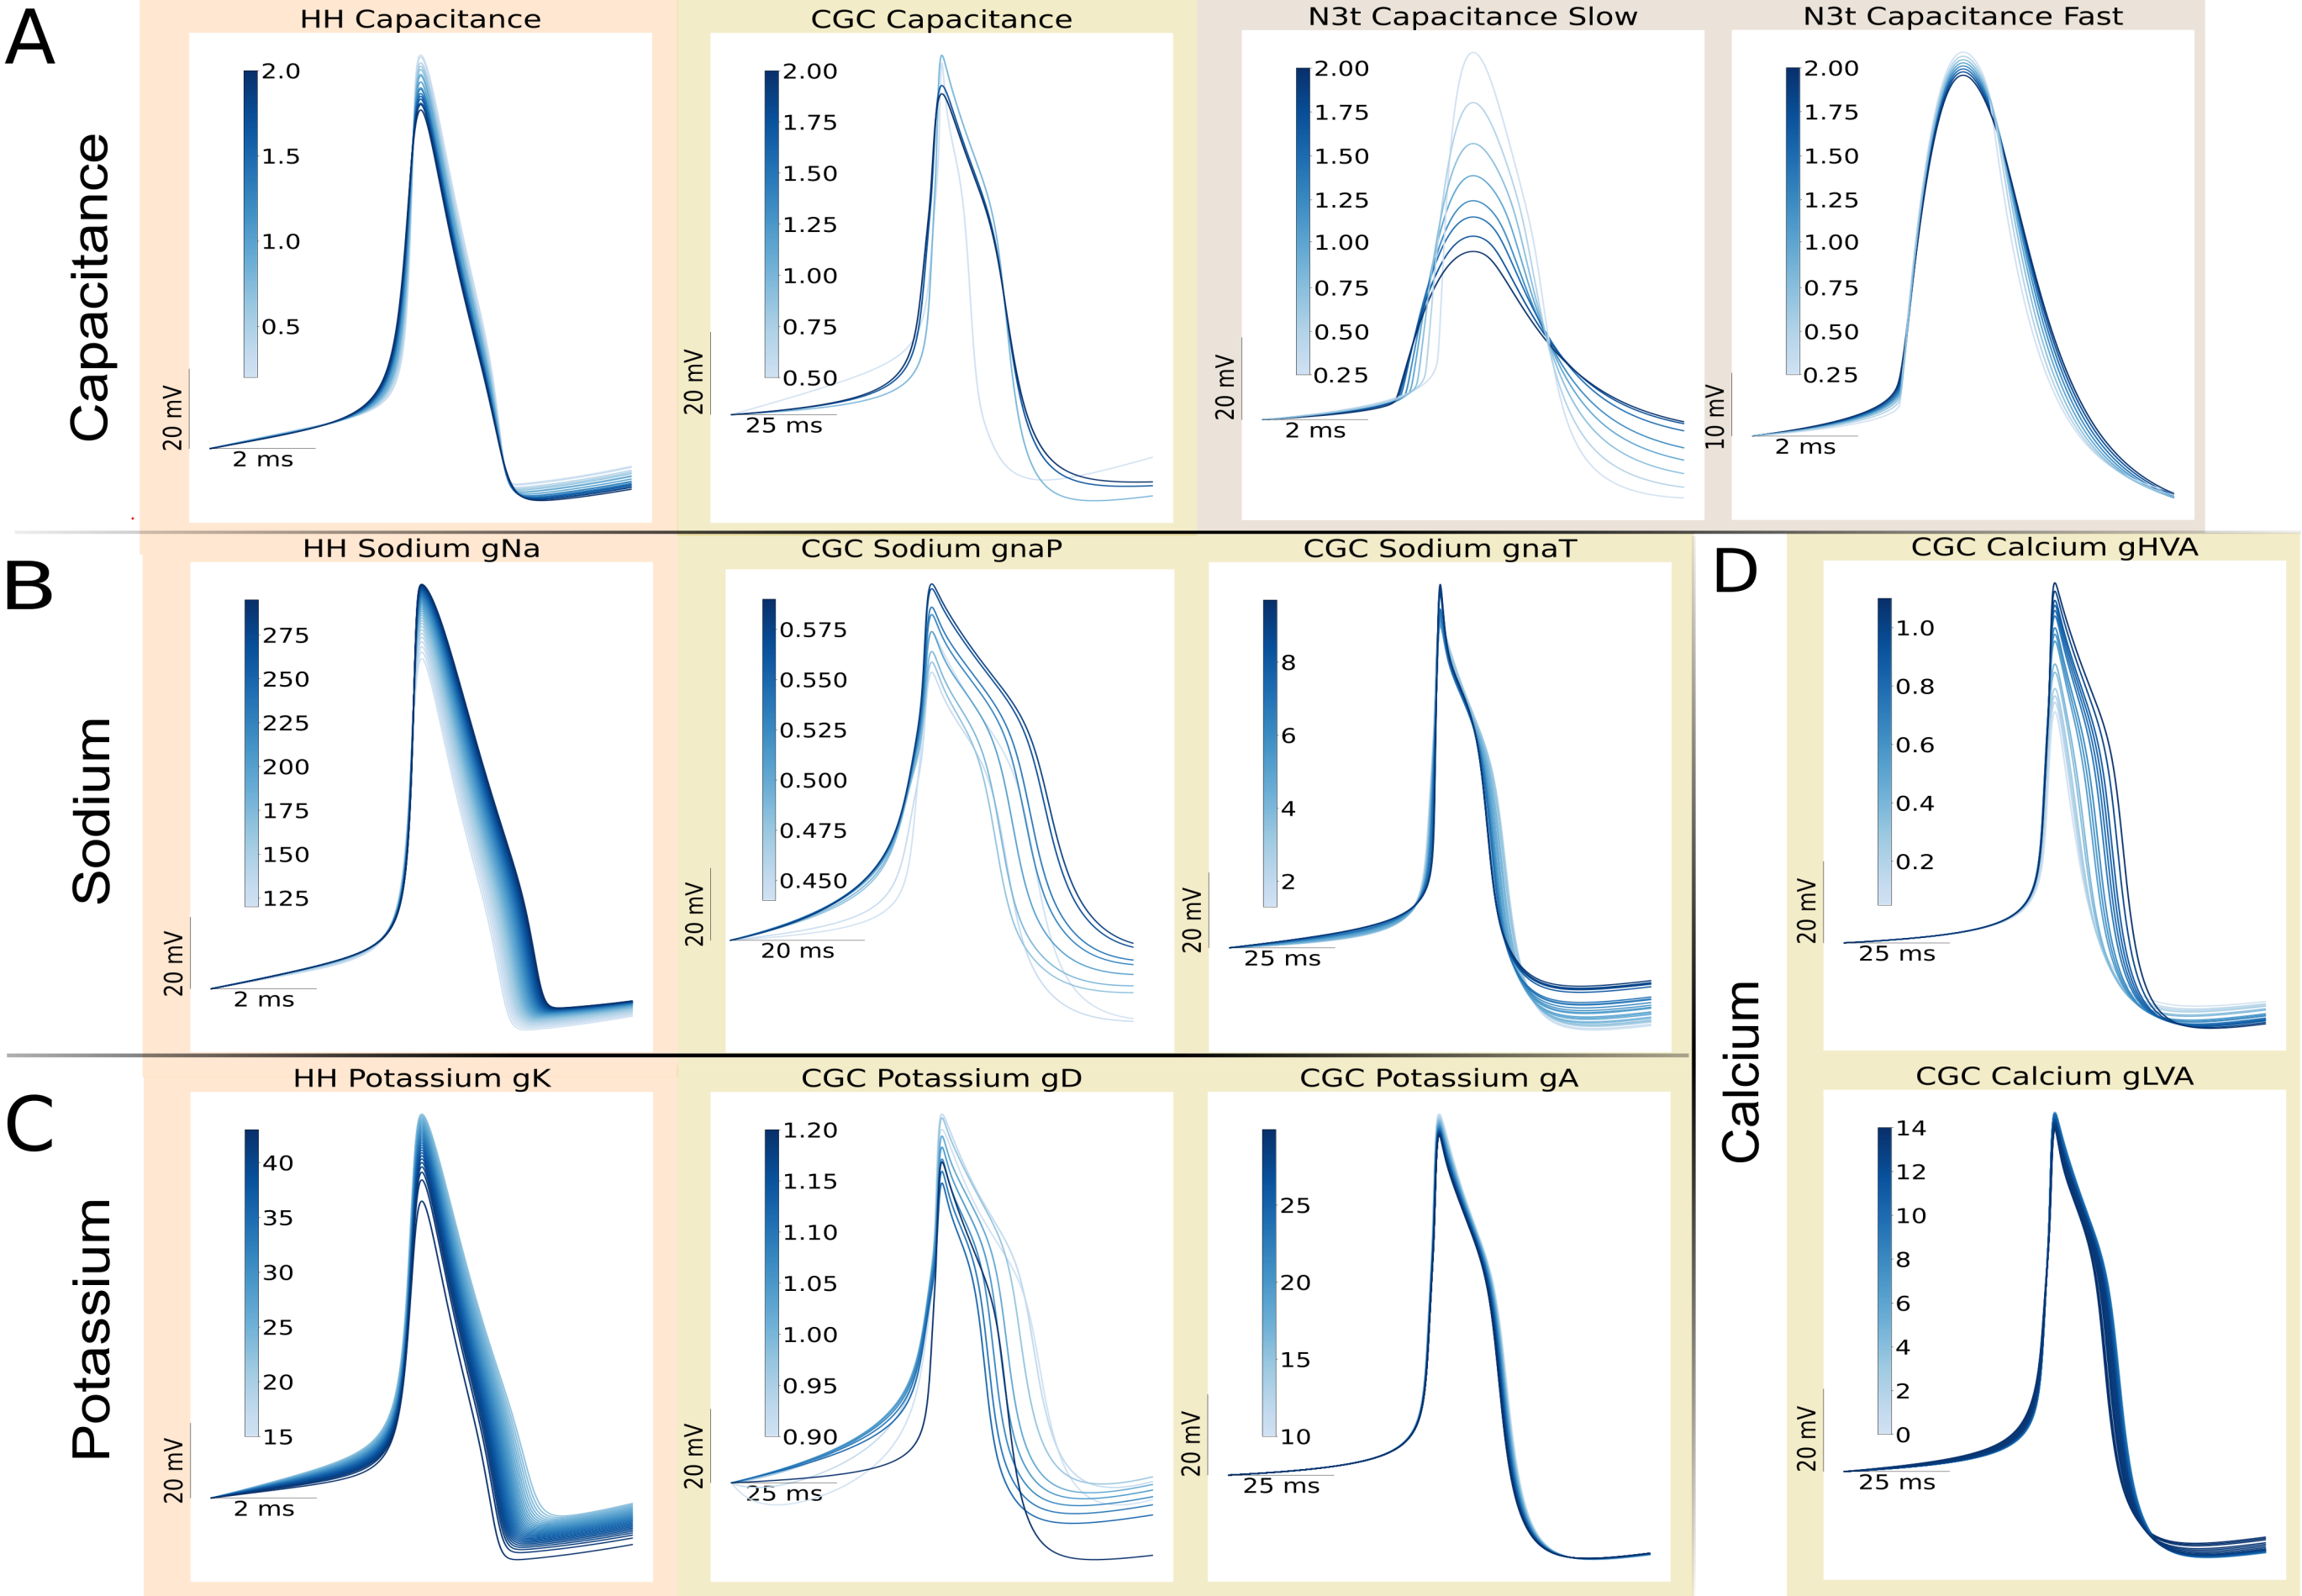 A
Capacitance
HH Capacitance
2.0
1.5
1.0
0.5
20 mV
2 ms
CGC Capacitance
2.00
1.75
1.50
1.25
1.00
0.75
0.50
20 mV
25 ms
N3t Capacitance Slow
2.00
1.75
1.50
1.25
1.00
0.75
0.50
0.25
20 mV
2 ms
N3t Capacitance Fast
2.00
1.75
1.50
1.25
1.00
0.75
0.50
0.25
10 mV
2 ms
B
Sodium
HH Sodium gNa
275
250
225
200
175
150
125
20 mV
2 ms
CGC Sodium gnaP
0.575
0.550
0.525
0.500
0.475
0.450
20 mV
20 ms
CGC Sodium gnaT
8
6
4
2
20 mV
25 ms
C
Potassium
HH Potassium gK
40
35
30
25
20
15
20 mV
2 ms
CGC Potassium gD
1.20
1.15
1.10
1.05
1.00
0.95
0.90
20 mV
25 ms
CGC Potassium gA
25
20
15
10
20 mV
25 ms
D
Calcium
CGC Calcium gHVA
1.0
0.8
0.6
0.4
0.2
20 mV
25 ms
CGC Calcium gLVA
14
12
10
8
6
4
2
0
20 mV
25 ms